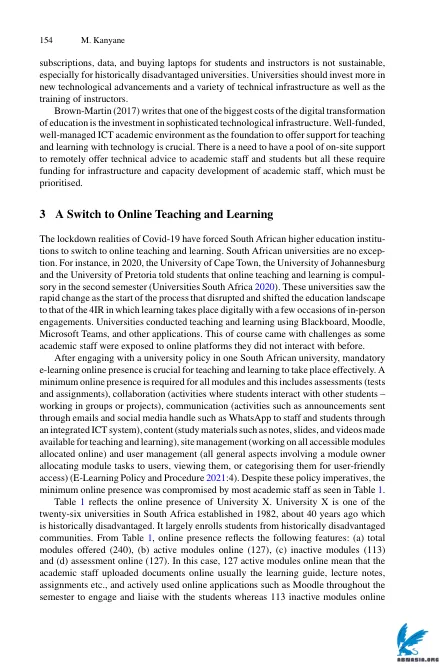 154 M. Kanyane
subscriptions, data, and buying laptops for students and instructors is not sustainable,
especially for historically disadvantaged universities. Universities should invest more in
new technological advancements and a variety of technical infrastructure as well as the
training of instructors.
Brown-Martin (2017) writes that one of the biggest costs of the digital transformation
of education is the investment in sophisticated technological infrastructure. Well-funded,
well-managed ICT academic environment as the foundation to offer support for teaching
and learning with technology is crucial. There is a need to have a pool of on-site support
to remotely offer technical advice to academic staff and students but all these require
funding for infrastructure and capacity development of academic staff, which must be
prioritised.
3 A Switch to Online Teaching and Learning
The lockdown realities of Covid-19 have forced South African higher education institu-
tions to switch to online teaching and learning. South African universities are no excep-
tion. For instance, in 2020, the University of Cape Town, the University of Johannesburg
and the University of Pretoria told students that online teaching and learning is compul-
sory in the second semester (Universities South Africa 2020). These universities saw the
rapid change as the start of the process that disrupted and shifted the education landscape
to that of the 4IR in which learning takes place digitally with a few occasions of in-person
engagements. Universities conducted teaching and learning using Blackboard, Moodle,
Microsoft Teams, and other applications. This of course came with challenges as some
academic staff were exposed to online platforms they did not interact with before.
After engaging with a university policy in one South African university, mandatory
e-learning online presence is crucial for teaching and learning to take place effectively. A
minimum online presence is required for all modules and this includes assessments (tests
and assignments), collaboration (activities where students interact with other students –
working in groups or projects), communication (activities such as announcements sent
through emails and social media handle such as WhatsApp to staff and students through
an integrated ICT system), content (study materials such as notes, slides, and videos made
available for teaching and learning), site management (working on all accessible modules
allocated online) and user management (all general aspects involving a module owner
allocating module tasks to users, viewing them, or categorising them for user-friendly
access) (E-Learning Policy and Procedure 2021:4). Despite these policy imperatives, the
minimum online presence was compromised by most academic staff as seen in Table 1.
Table 1 reflects the online presence of University X. University X is one of the
twenty-six universities in South Africa established in 1982, about 40 years ago which
is historically disadvantaged. It largely enrolls students from historically disadvantaged
communities. From Table 1, online presence reflects the following features: (a) total
modules offered (240), (b) active modules online (127), (c) inactive modules (113)
and (d) assessment online (127). In this case, 127 active modules online mean that the
academic staff uploaded documents online usually the learning guide, lecture notes,
assignments etc., and actively used online applications such as Moodle throughout the
semester to engage and liaise with the students whereas 113 inactive modules online